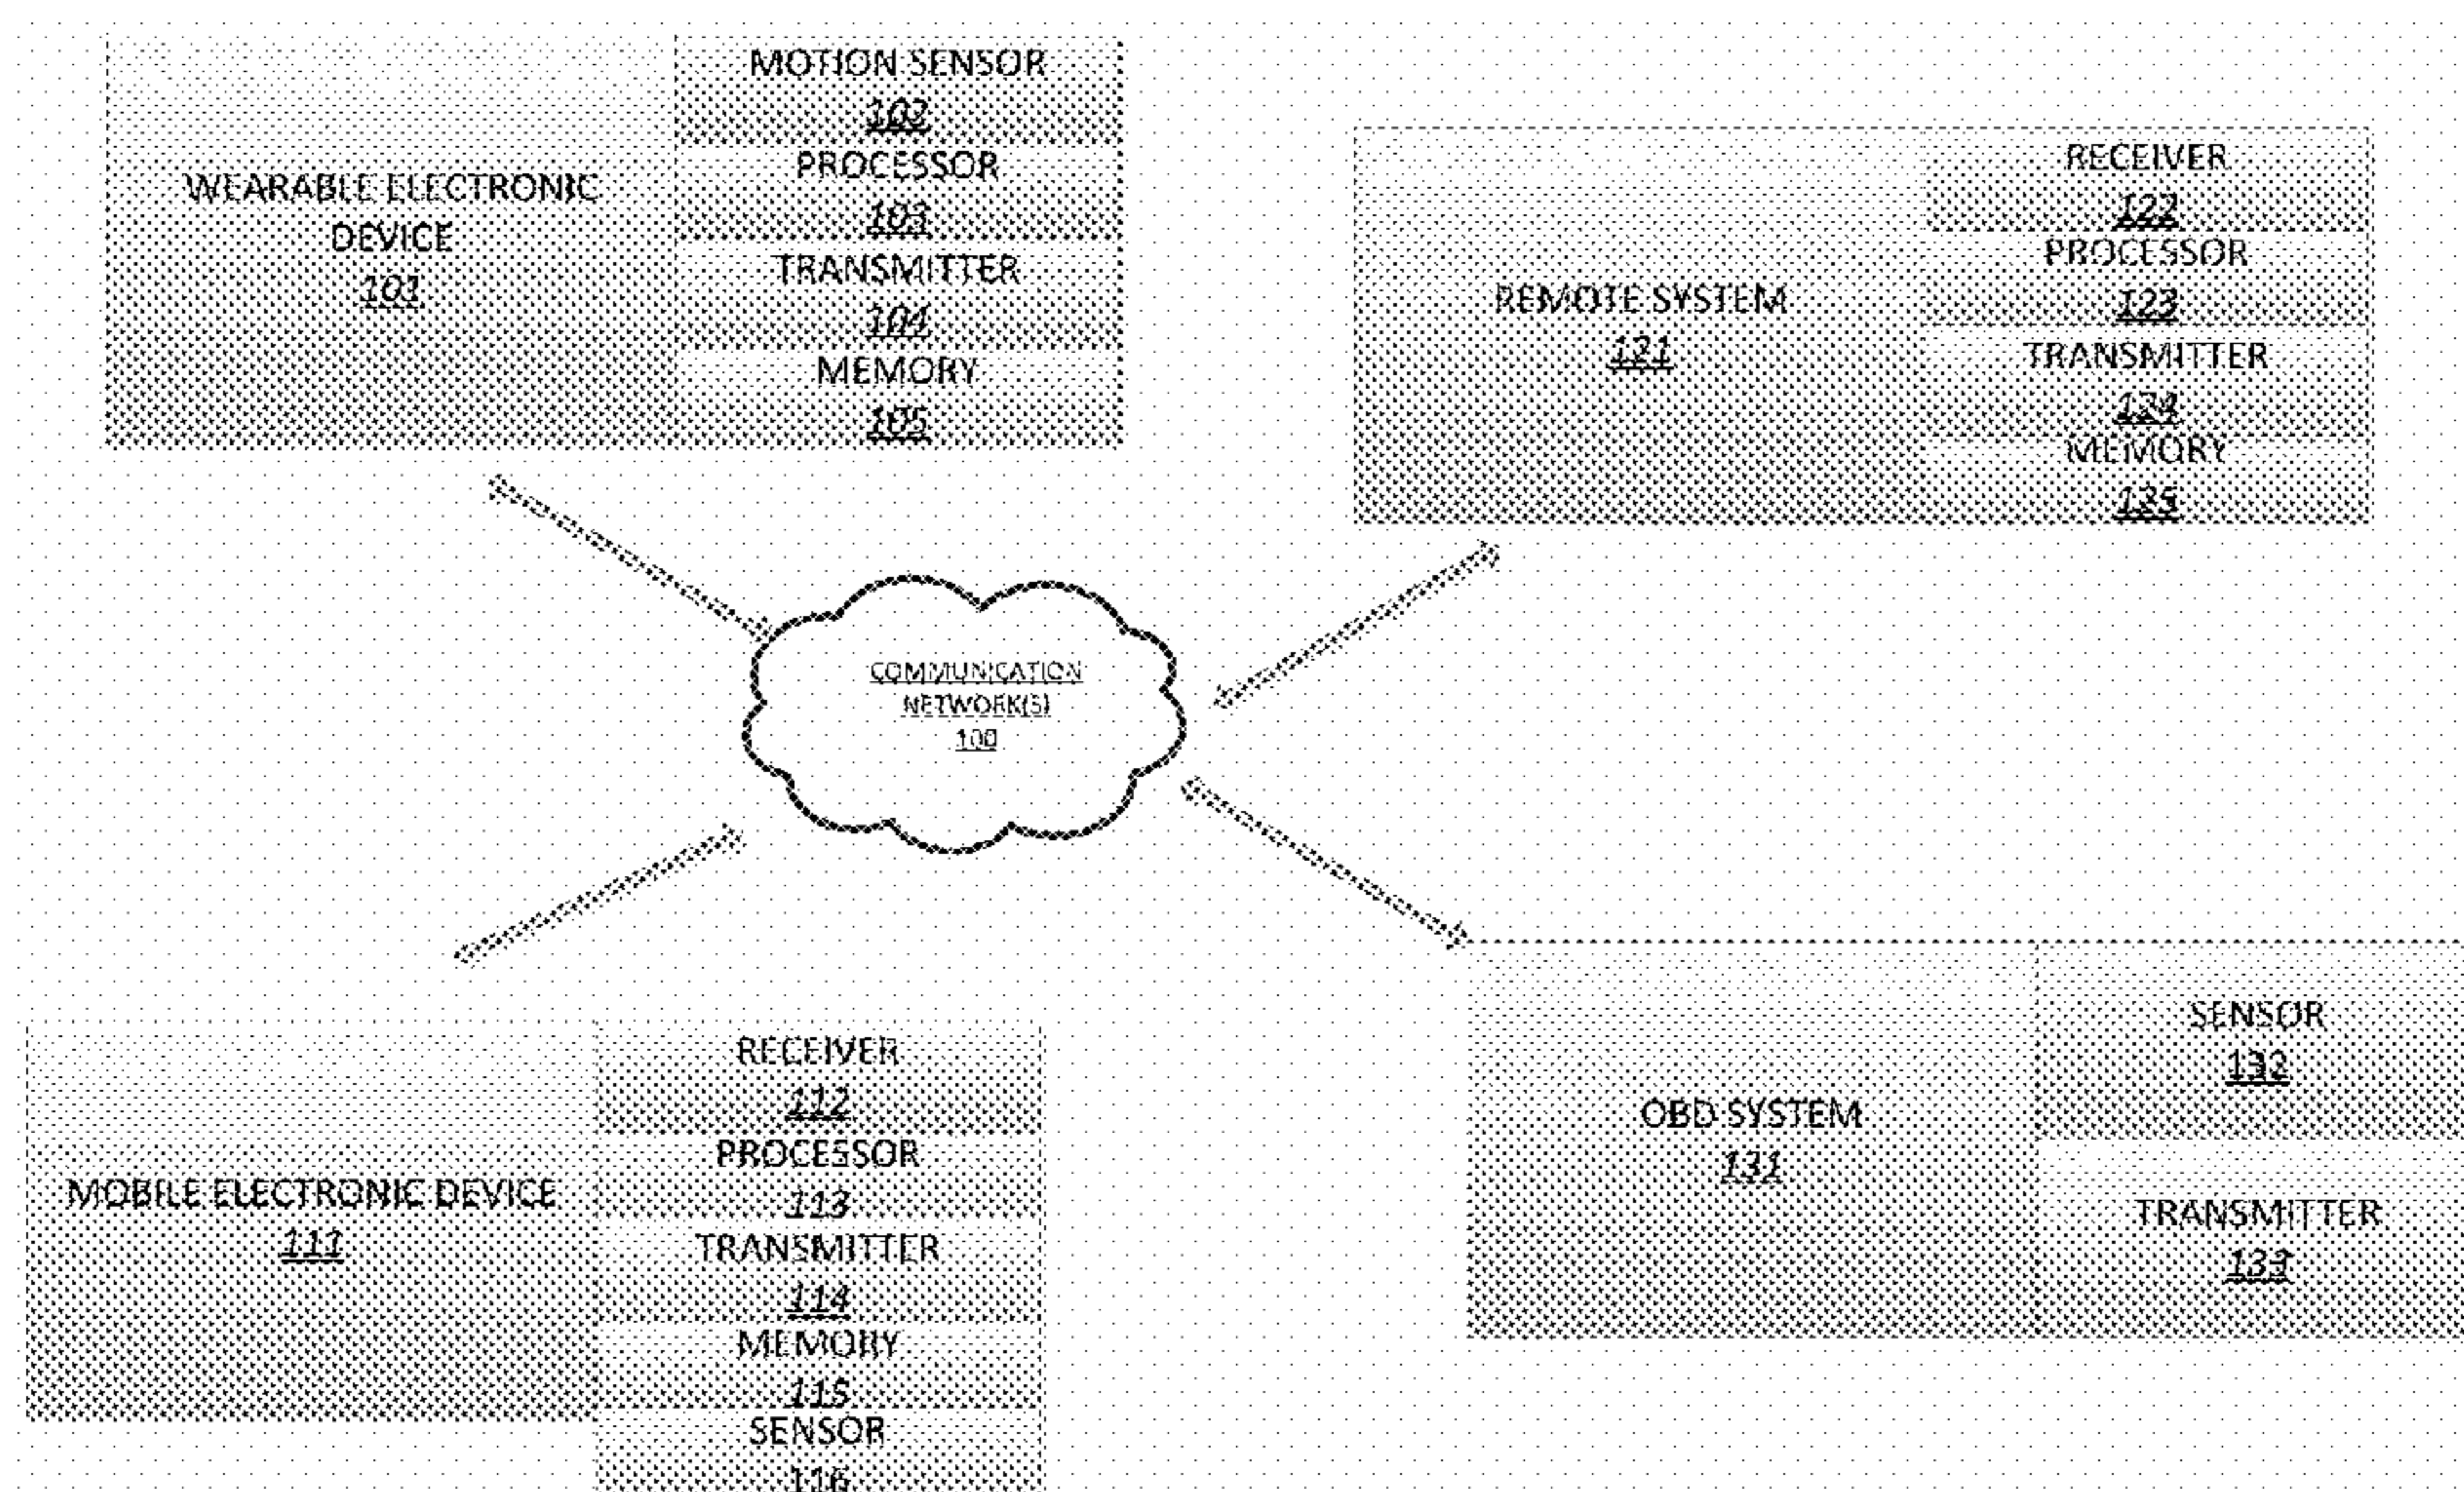 MOTION SENSOR
102
PROCESSOR
103
TRANSMITTER
104
MEMORY
105
WEARABLE ELECTRONIC
DEVICE
101
RECEIVER
122
PROCESSOR
123
TRANSMITTER
124
MEMORY
125
REMOTE SYSTEM
121
COMMUNICATION
NETWORK(S)
100
MOBILE ELECTRONIC DEVICE
111
RECEIVER
112
PROCESSOR
113
TRANSMITTER
114
MEMORY
115
SENSOR
116
OBD SYSTEM
131
SENSOR
132
TRANSMITTER
133